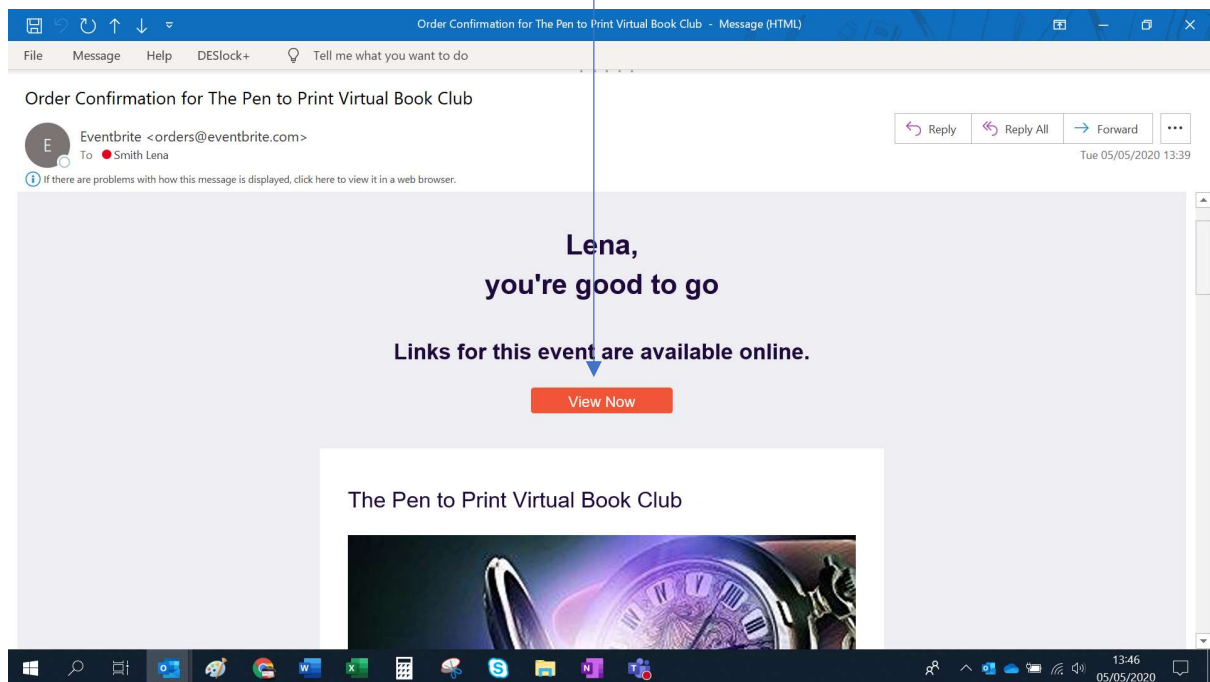 Order Confirmation for The Pen to Print Virtual Book Club - Message (HTML)
File Message Help DESlock+ Tell me what you want to do
Order Confirmation for The Pen to Print Virtual Book Club
E
Eventbrite <orders@eventbrite.com>
To Smith Lena
Reply Reply All Forward
Tue 05/05/2020 13:39
If there are problems with how this message is displayed, click here to view it in a web browser.
Lena,
you're good to go
Links for this event are available online.
View Now
The Pen to Print Virtual Book Club
13:46
05/05/2020